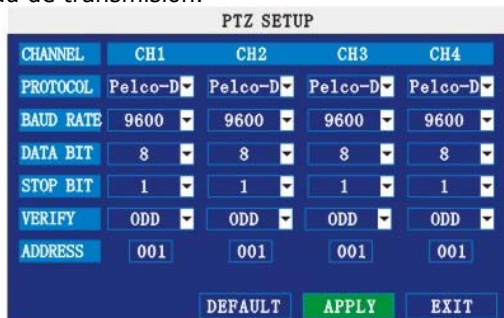 de transmisión.
PTZ SETUP
CHANNEL CH1 CH2 CH3 CH4
PROTOCOL Pelco-D Pelco-D Pelco-D Pelco-D
BAUD RATE 9600 9600 9600 9600
DATA BIT 8 8 8 8
STOP BIT 1 1 1 1
VERIFY ODD ODD ODD ODD
ADDRESS 001 001 001 001
DEFAULT APPLY EXIT